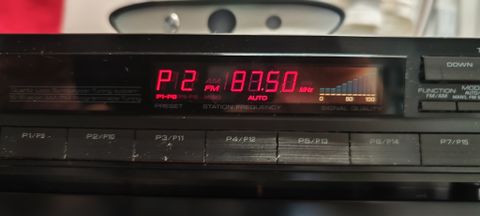 DOWN
P 2 AM FM 87.50 MHz
P1-P8 AUTO
0 50 100
PRESET STATION FREQUENCY SIGNAL QUALITY
FUNCTION
FM/AM
P1/P9 P2/P10 P3/P11 P4/P12 P5/P13 P6/P14 P7/P15